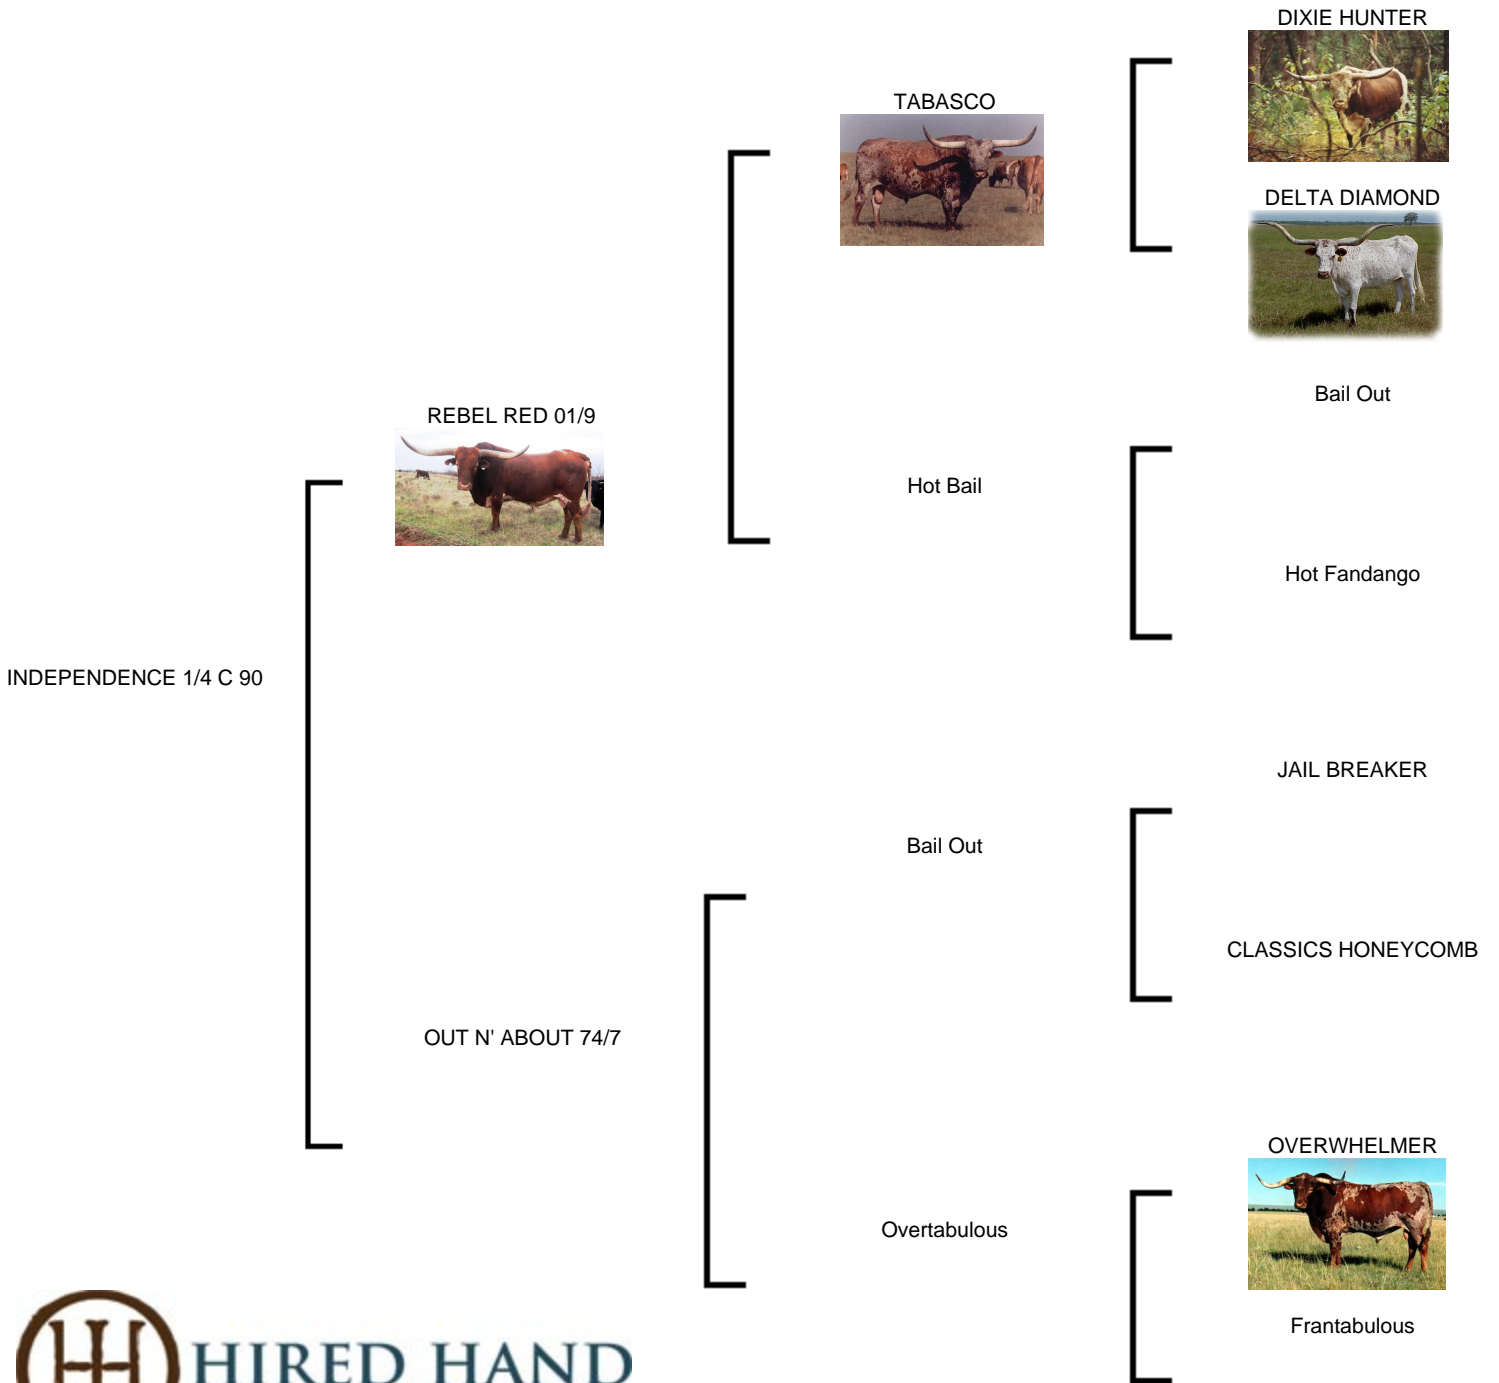 DIXIE HUNTER
TABASCO
DELTA DIAMOND
Bail Out
REBEL RED 01/9
Hot Bail
Hot Fandango
INDEPENDENCE 1/4 C 90
JAIL BREAKER
Bail Out
CLASSICS HONEYCOMB
OUT N' ABOUT 74/7
OVERWHELMER
Overtabulous
Frantabulous
HIRED HAND